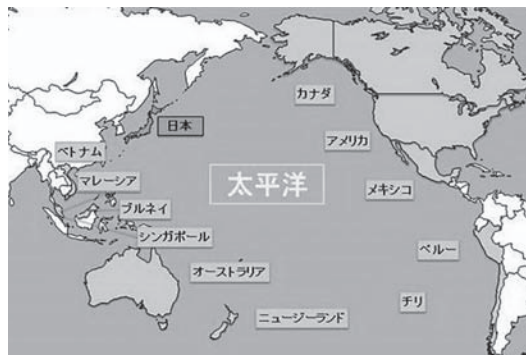 カナダ
日本
アメリカ
ベトナム
マレーシア
太平洋
メキシコ
ブルネイ
シンガポール
ペルー
オーストラリア
チリ
ニュージーランド